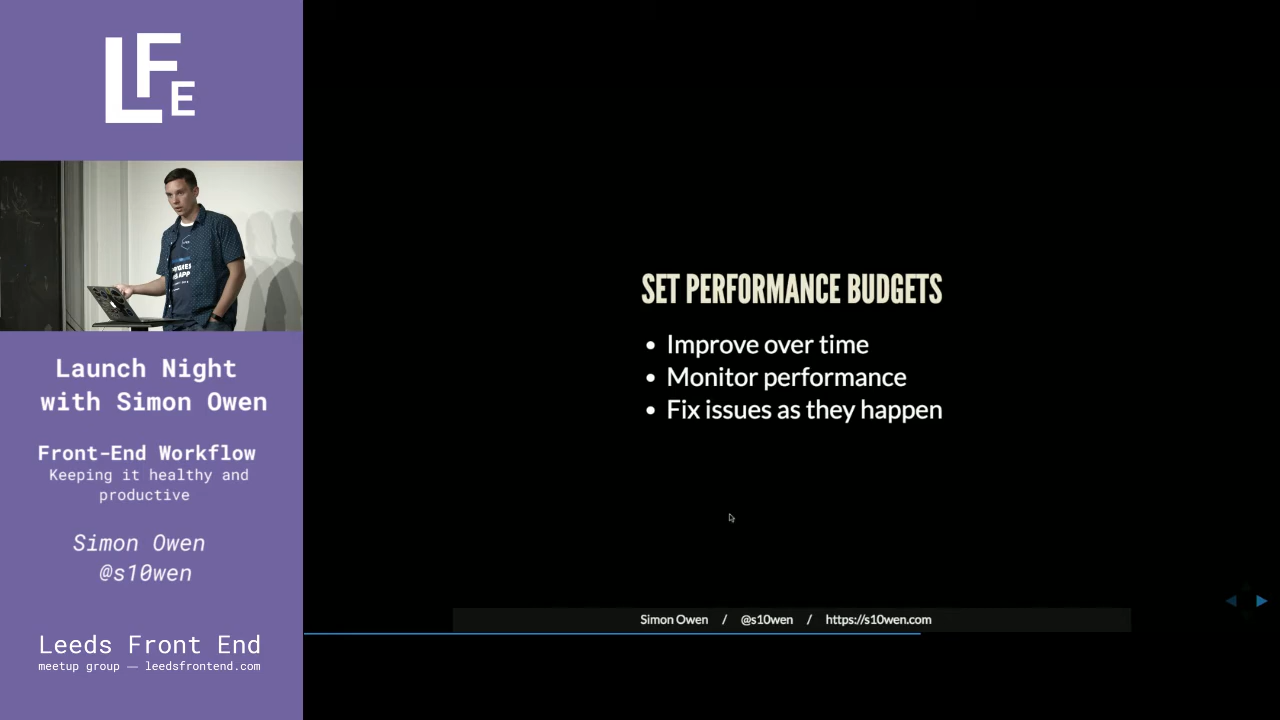 LFE
Launch Night
with Simon Owen
Front-End Workflow
Keeping it healthy and
productive
Simon Owen
@s10wen
Leeds Front End
meetup group — leedsfrontend.com
SET PERFORMANCE BUDGETS
• Improve over time
• Monitor performance
• Fix issues as they happen
Simon Owen / @s10wen / https://s10wen.com